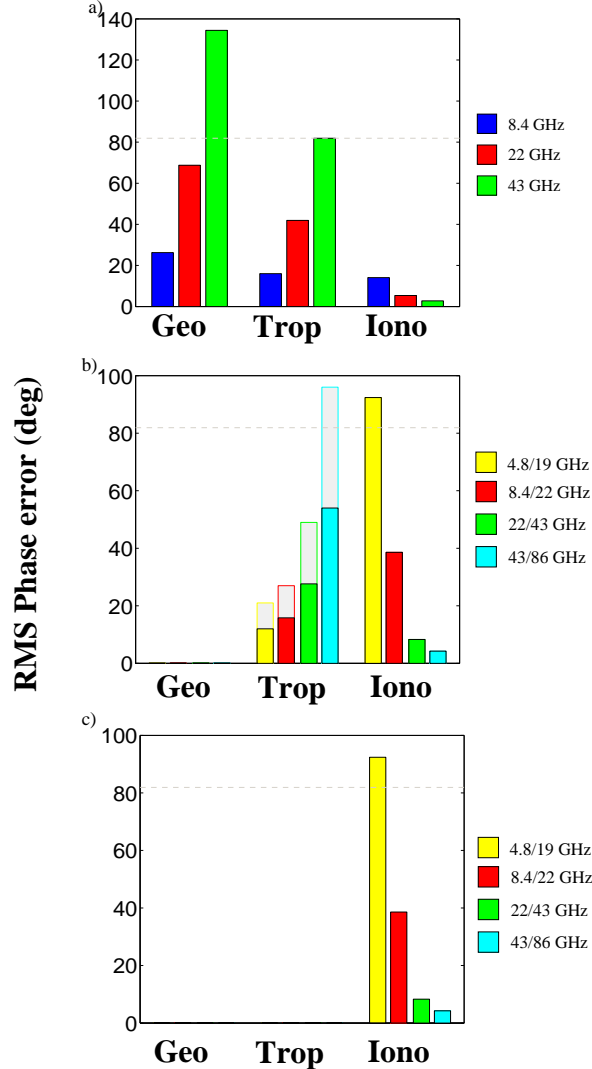 a)
140
120
100
80
60
40
20
0
Geo Trop Iono
8.4 GHz
22 GHz
43 GHz
RMS Phase error ((deg)
b)
100
80
60
40
20
0
Geo Trop Iono
4.8/19 GHz
8.4/22 GHz
22/43 GHz
43/86 GHz
c)
100
80
60
40
20
0
Geo Trop Iono
4.8/19 GHz
8.4/22 GHz
22/43 GHz
43/86 GHz